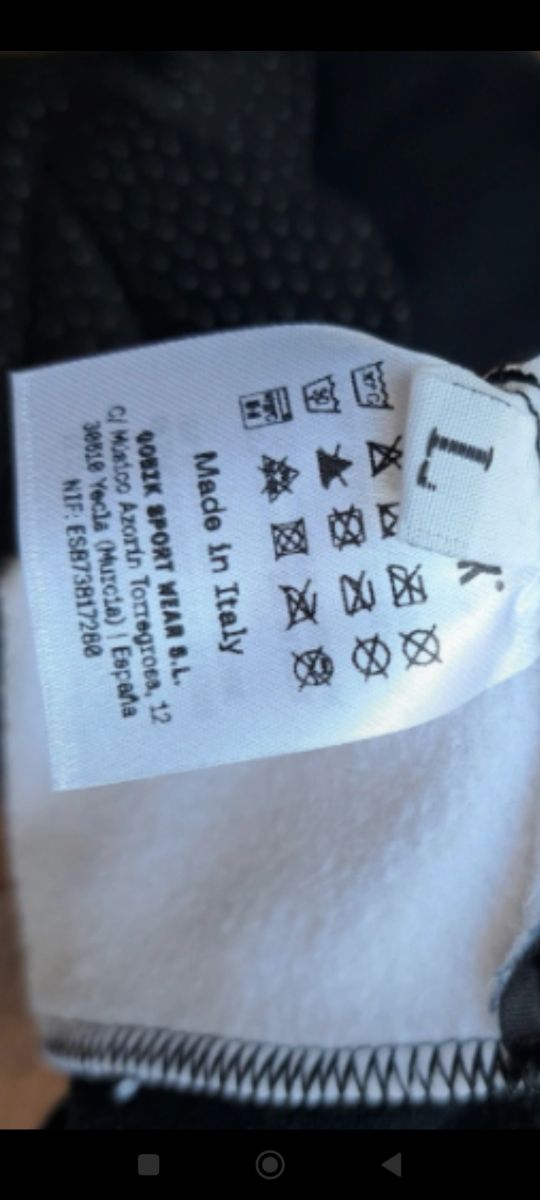 L
Made in Italy
GOBIK SPORT WEAR S.L.
C/ Músico Azorín Torregrosa, 12
30510 Yecla (Murcia) | España
NIF: ESB73817280